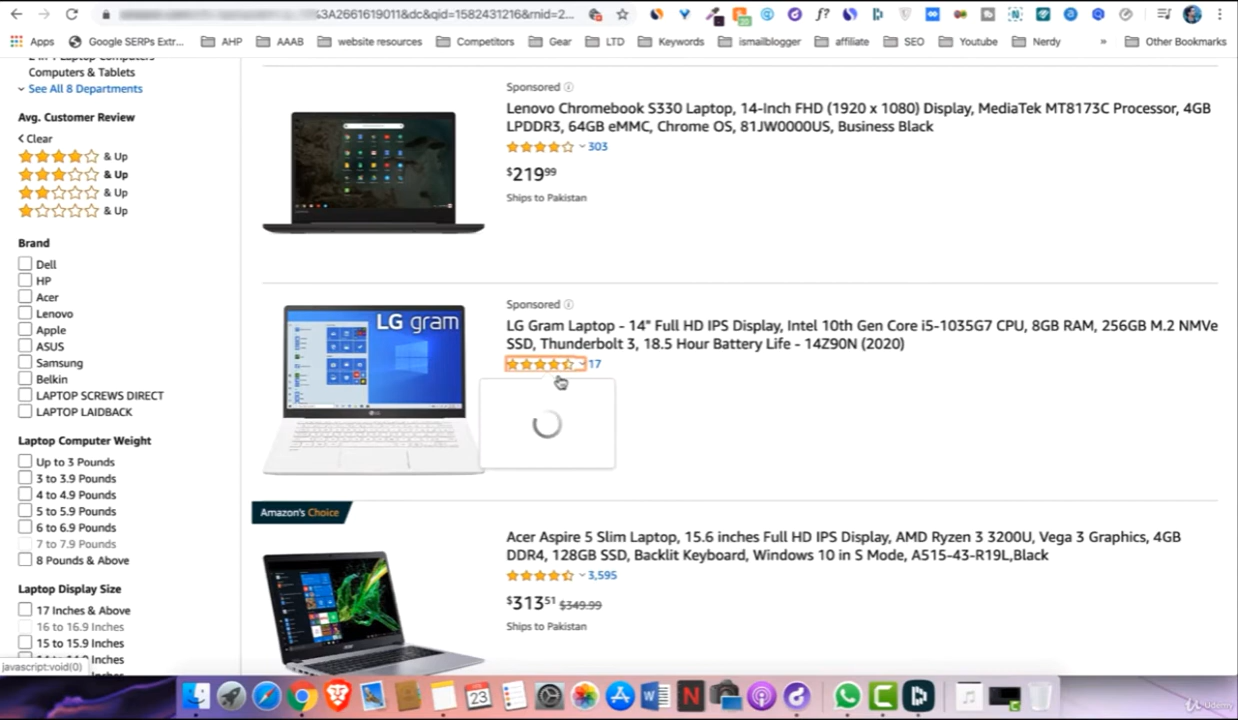 %3A2661619011&dc&qid=1582431216&rnid=2...
Apps
Google SERPs Extr...
AHP
AAAB
website resources
Competitors
Gear
LTD
Keywords
ismailblogger
affiliate
SEO
Youtube
Nerdy
»
Other Bookmarks
Computers & Tablets
See All 8 Departments
Avg. Customer Review
Clear
& Up
& Up
& Up
& Up
Brand
Dell
HP
Acer
Lenovo
Apple
ASUS
Samsung
Belkin
LAPTOP SCREWS DIRECT
LAPTOP LAIDBACK
Laptop Computer Weight
Up to 3 Pounds
3 to 3.9 Pounds
4 to 4.9 Pounds
5 to 5.9 Pounds
6 to 6.9 Pounds
7 to 7.9 Pounds
8 Pounds & Above
Laptop Display Size
17 Inches & Above
16 to 16.9 Inches
15 to 15.9 Inches
javascript:void(0)
Sponsored
Lenovo Chromebook S330 Laptop, 14-Inch FHD (1920 x 1080) Display, MediaTek MT8173C Processor, 4GB
LPDDR3, 64GB eMMC, Chrome OS, 81JW0000US, Business Black
303
$219.99
Ships to Pakistan
LG gram
Sponsored
LG Gram Laptop - 14" Full HD IPS Display, Intel 10th Gen Core i5-1035G7 CPU, 8GB RAM, 256GB M.2 NMVe
SSD, Thunderbolt 3, 18.5 Hour Battery Life - 14Z90N (2020)
17
Amazon's Choice
Acer Aspire 5 Slim Laptop, 15.6 inches Full HD IPS Display, AMD Ryzen 3 3200U, Vega 3 Graphics, 4GB
DDR4, 128GB SSD, Backlit Keyboard, Windows 10 in S Mode, A515-43-R19L,Black
3,595
$313.51 $349.99
Ships to Pakistan
23
Udemy